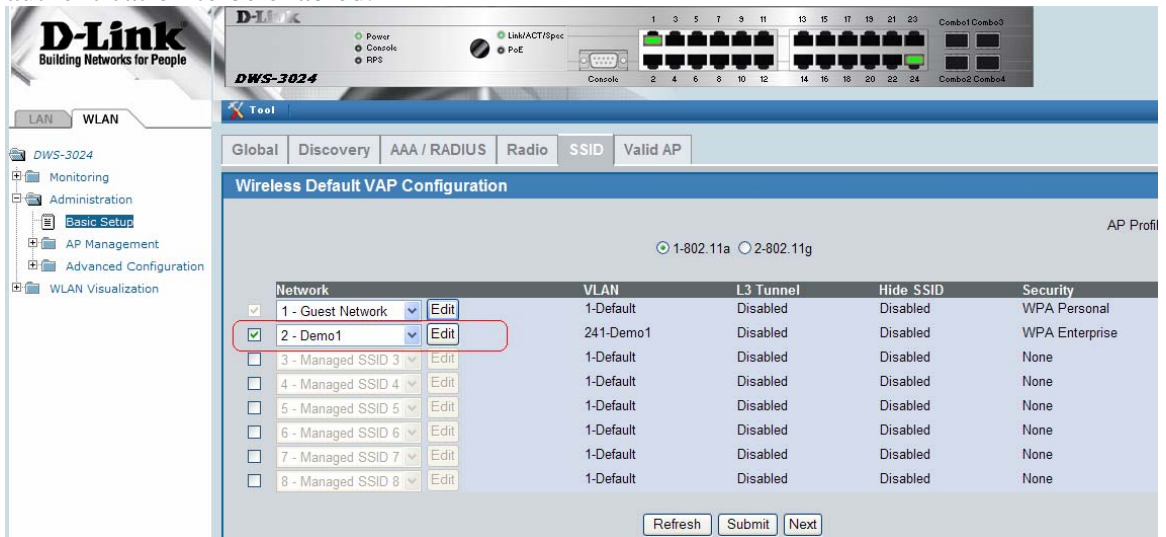 D-Link
Building Networks for People
D-Link
Power
Console
RPS
Link/ACT/Spee
PoE
DWS-3024
Console
1 3 5 7 9 11 13 15 17 19 21 23 Combo1 Combo3
2 4 6 8 10 12 14 16 18 20 22 24 Combo2 Combo4
LAN WLAN
Tool
DWS-3024
Monitoring
Administration
Basic Setup
AP Management
Advanced Configuration
WLAN Visualization
Global Discovery AAA / RADIUS Radio SSID Valid AP
Wireless Default VAP Configuration
AP Profil
1-802.11a 2-802.11g
Network VLAN L3 Tunnel Hide SSID Security
1 - Guest Network Edit 1-Default Disabled Disabled WPA Personal
2 - Demo1 Edit 241-Demo1 Disabled Disabled WPA Enterprise
3 - Managed SSID 3 Edit 1-Default Disabled Disabled None
4 - Managed SSID 4 Edit 1-Default Disabled Disabled None
5 - Managed SSID 5 Edit 1-Default Disabled Disabled None
6 - Managed SSID 6 Edit 1-Default Disabled Disabled None
7 - Managed SSID 7 Edit 1-Default Disabled Disabled None
8 - Managed SSID 8 Edit 1-Default Disabled Disabled None
Refresh Submit Next